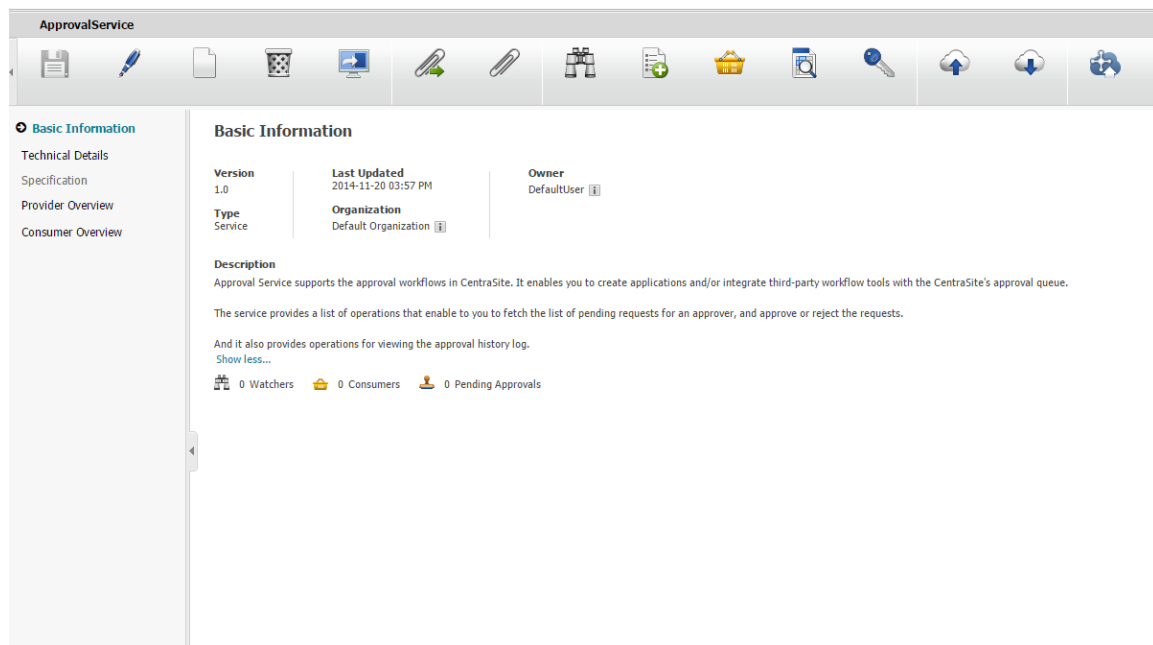 ApprovalService
Basic Information
Technical Details
Specification
Provider Overview
Consumer Overview
Basic Information
Version
1.0
Type
Service
Last Updated
2014-11-20 03:57 PM
Organization
Default Organization
Owner
DefaultUser
Description
Approval Service supports the approval workflows in CentraSite. It enables you to create applications and/or integrate third-party workflow tools with the CentraSite's approval queue.
The service provides a list of operations that enable to you to fetch the list of pending requests for an approver, and approve or reject the requests.
And it also provides operations for viewing the approval history log.
Show less...
0 Watchers 0 Consumers 0 Pending Approvals